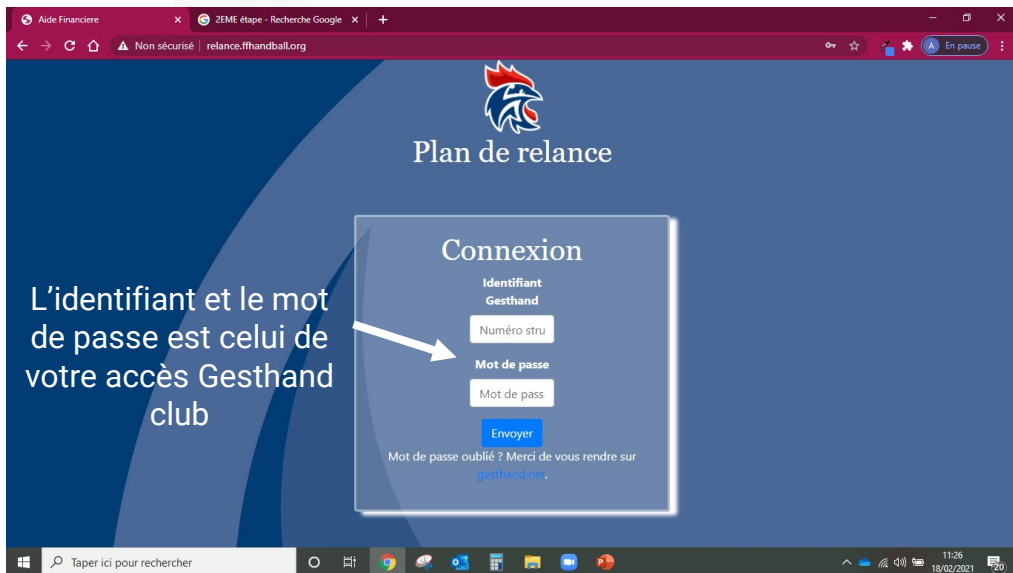 Aide Financiere
2EME étape - Recherche Google
Non sécurisé | relance.ffhandball.org
A En pause
Plan de relance
Connexion
Identifiant
Gesthand
Numéro stru
Mot de passe
Mot de pass
Envoyer
Mot de passe oublié ? Merci de vous rendre sur
gesthand.net.
L'identifiant et le mot
de passe est celui de
votre accès Gesthand
club
Taper ici pour rechercher
11:26
18/02/2021
20